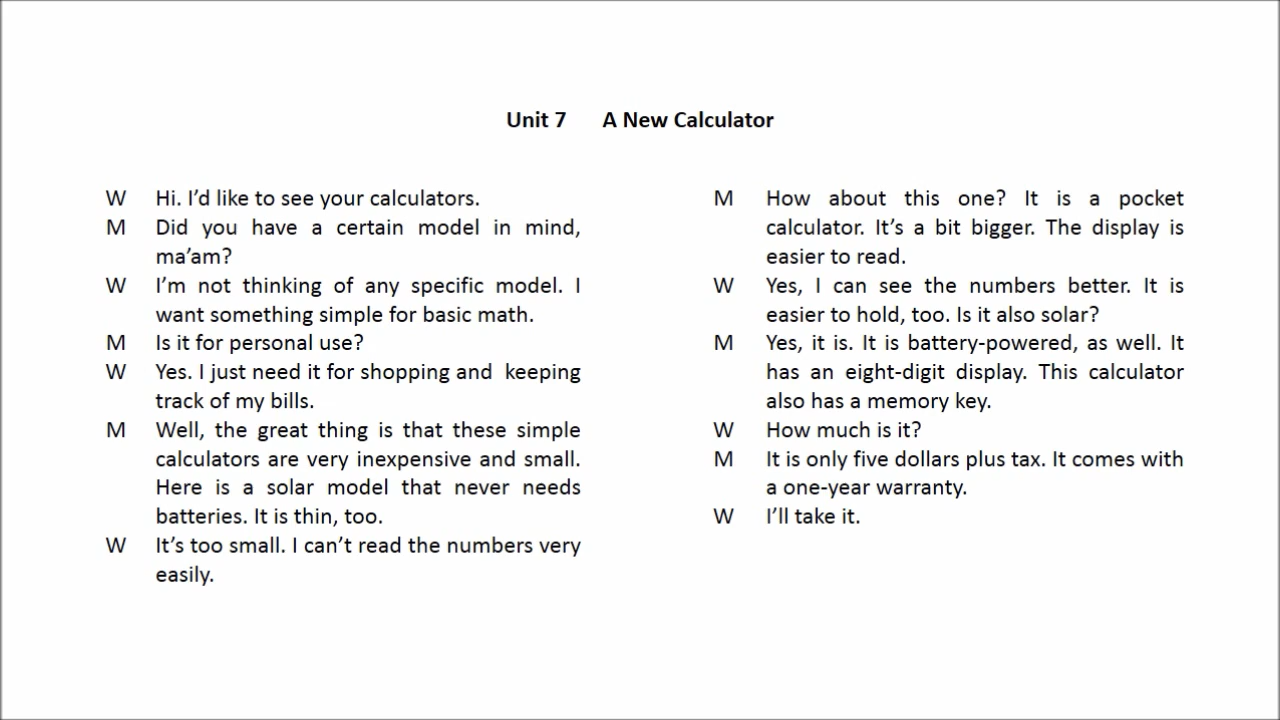 Unit 7 A New Calculator
W Hi. I’d like to see your calculators.
M Did you have a certain model in mind,
ma’am?
W I’m not thinking of any specific model. I
want something simple for basic math.
M Is it for personal use?
W Yes. I just need it for shopping and keeping
track of my bills.
M Well, the great thing is that these simple
calculators are very inexpensive and small.
Here is a solar model that never needs
batteries. It is thin, too.
W It’s too small. I can’t read the numbers very
easily.
M How about this one? It is a pocket
calculator. It’s a bit bigger. The display is
easier to read.
W Yes, I can see the numbers better. It is
easier to hold, too. Is it also solar?
M Yes, it is. It is battery-powered, as well. It
has an eight-digit display. This calculator
also has a memory key.
W How much is it?
M It is only five dollars plus tax. It comes with
a one-year warranty.
W I’ll take it.